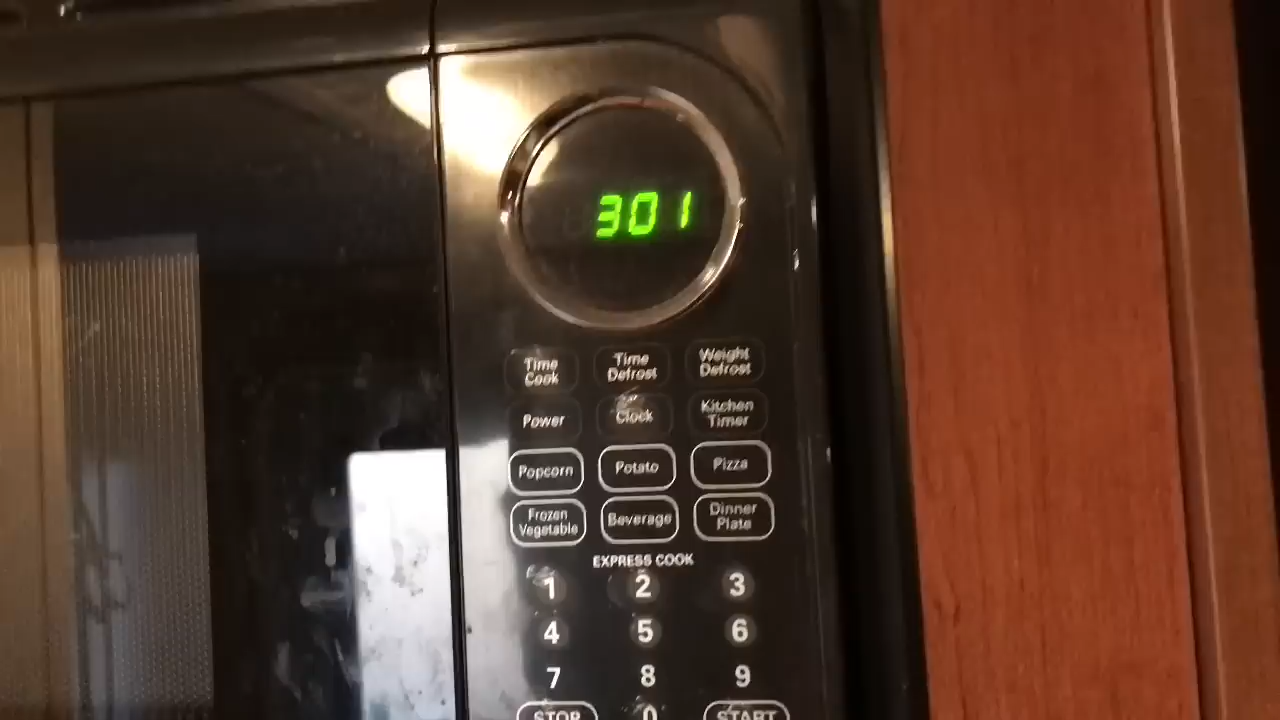 301
Time Cook
Time Defrost
Weight Defrost
Power
Clock
Kitchen Timer
Popcorn
Potato
Pizza
Frozen Vegetable
Beverage
Dinner Plate
EXPRESS COOK
1 2 3
4 5 6
7 8 9
STOP 0 START